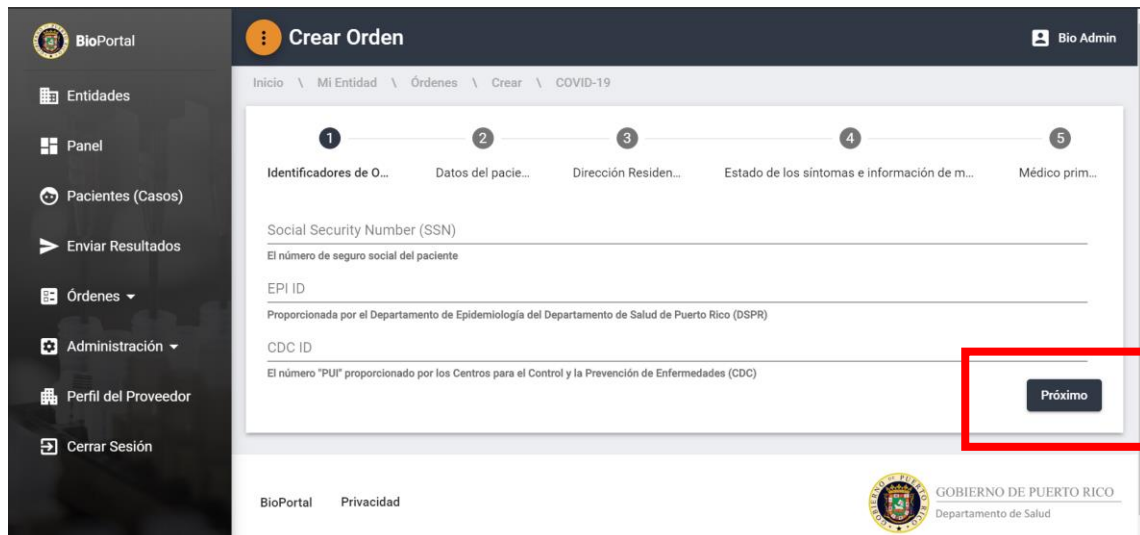 BioPortal
Crear Orden
Bio Admin
Inicio \ Mi Entidad \ Órdenes \ Crear \ COVID-19
Entidades
Panel
Pacientes (Casos)
Enviar Resultados
Órdenes
Administración
Perfil del Proveedor
Cerrar Sesión
1 2 3 4 5
Identificadores de O... Datos del pacie... Dirección Residen... Estado de los síntomas e información de m... Médico prim...
Social Security Number (SSN)
El número de seguro social del paciente
EPI ID
Proporcionada por el Departamento de Epidemiología del Departamento de Salud de Puerto Rico (DSPR)
CDC ID
El número "PUI" proporcionado por los Centros para el Control y la Prevención de Enfermedades (CDC)
Próximo
BioPortal Privacidad
GOBIERNO DE PUERTO RICO
GOBIERNO DE PUERTO RICO
Departamento de Salud